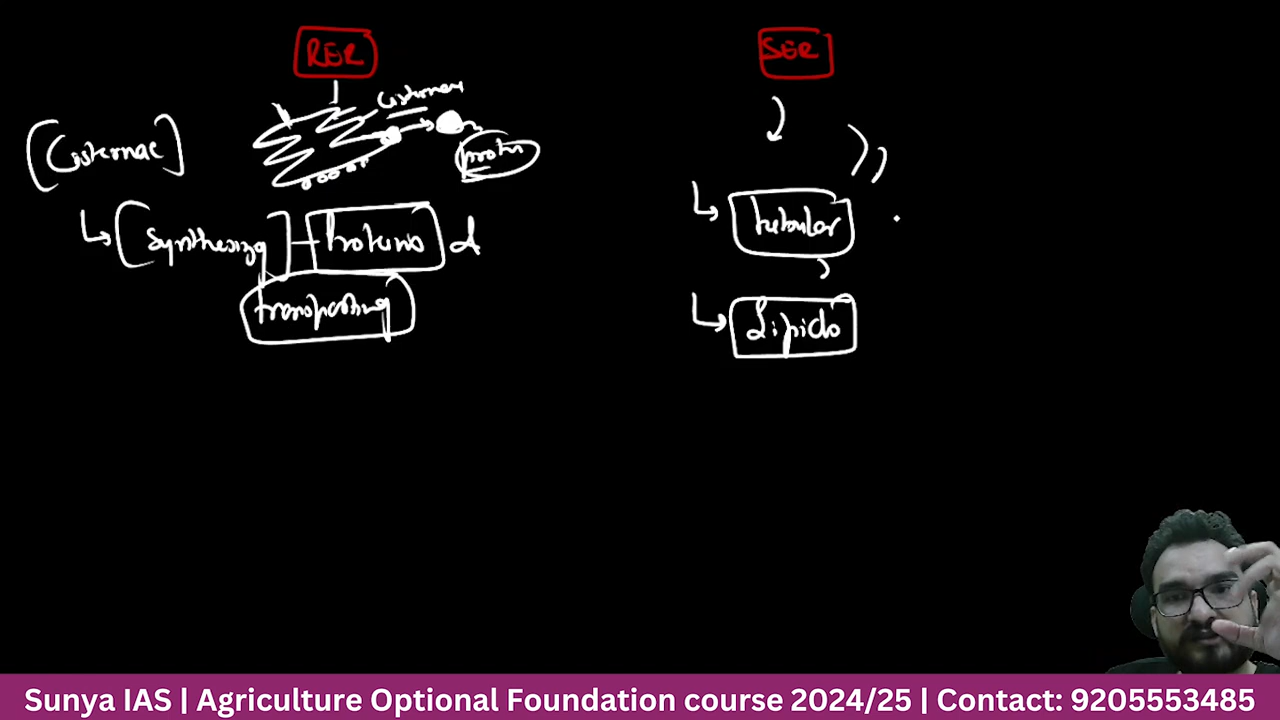 RER
Cisternae
[Cisternae]
protin
[Synthesizing] Proteins &
transporting
SER
tubular
Lipids
Sunya IAS | Agriculture Optional Foundation course 2024/25 | Contact: 9205553485